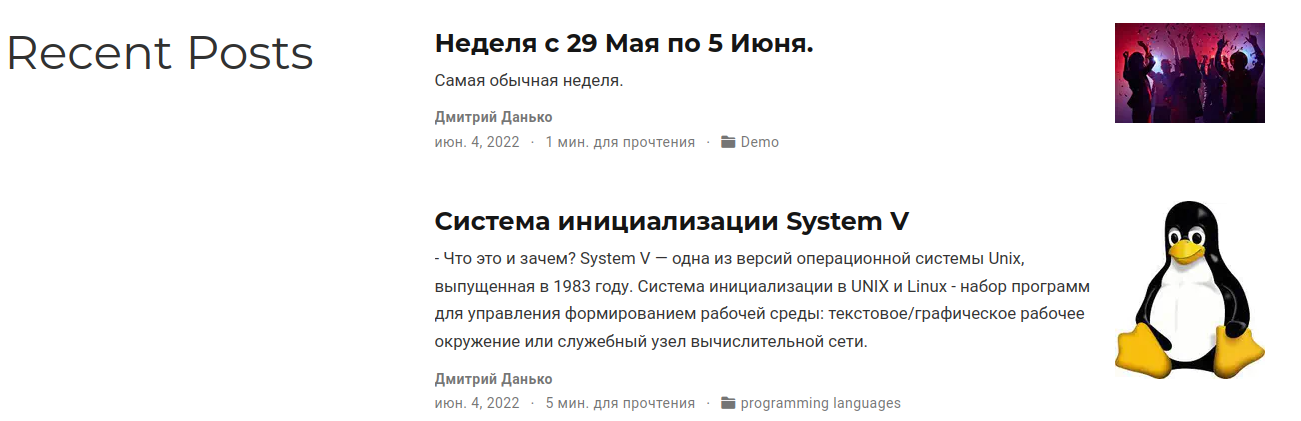 Recent Posts
Неделя с 29 Мая по 5 Июня.
Самая обычная неделя.
Дмитрий Данько
июн. 4, 2022 · 1 мин. для прочтения · Demo
Система инициализации System V
- Что это и зачем? System V — одна из версий операционной системы Unix,
выпущенная в 1983 году. Система инициализации в UNIX и Linux - набор программ
для управления формированием рабочей среды: текстовое/графическое рабочее
окружение или служебный узел вычислительной сети.
Дмитрий Данько
июн. 4, 2022 · 5 мин. для прочтения · programming languages